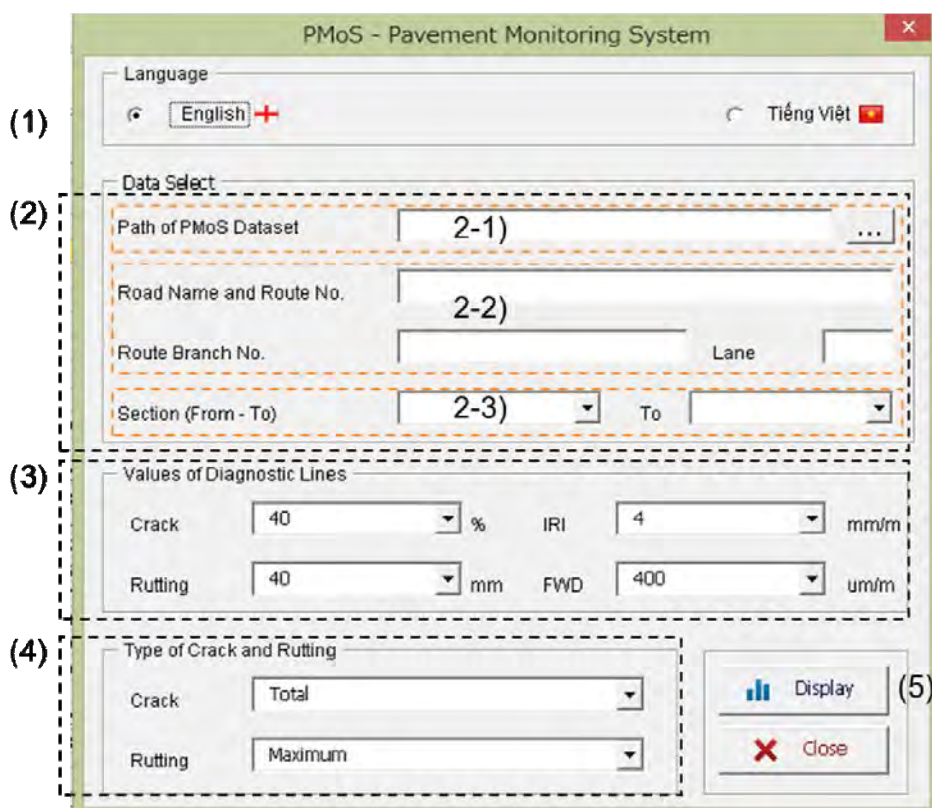 PMoS - Pavement Monitoring System
Language
(1)
English
Tiếng Việt
(2)
Data Select
Path of PMoS Dataset 2-1) ...
Road Name and Route No.
2-2)
Route Branch No. Lane
Section (From - To) 2-3) To
(3)
Values of Diagnostic Lines
Crack 40 % IRI 4 mm/m
Rutting 40 mm FWD 400 um/m
(4)
Type of Crack and Rutting
Crack Total
Rutting Maximum
Display (5)
Close